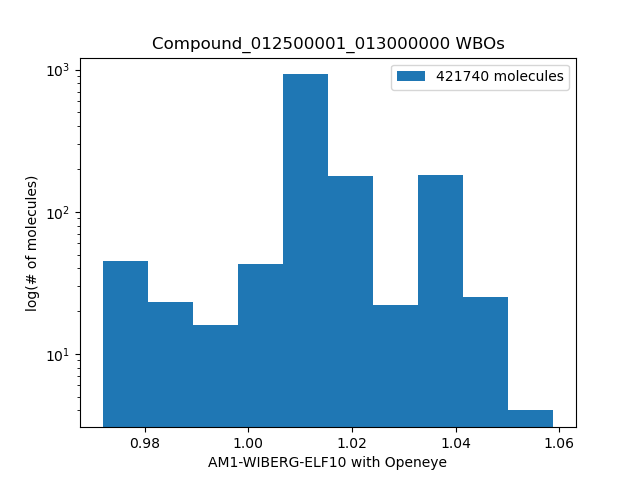 Compound_012500001_013000000 WBOs
421740 molecules
log(# of molecules)
10³
10²
10¹
0.98 1.00 1.02 1.04 1.06
AM1-WIBERG-ELF10 with Openeye